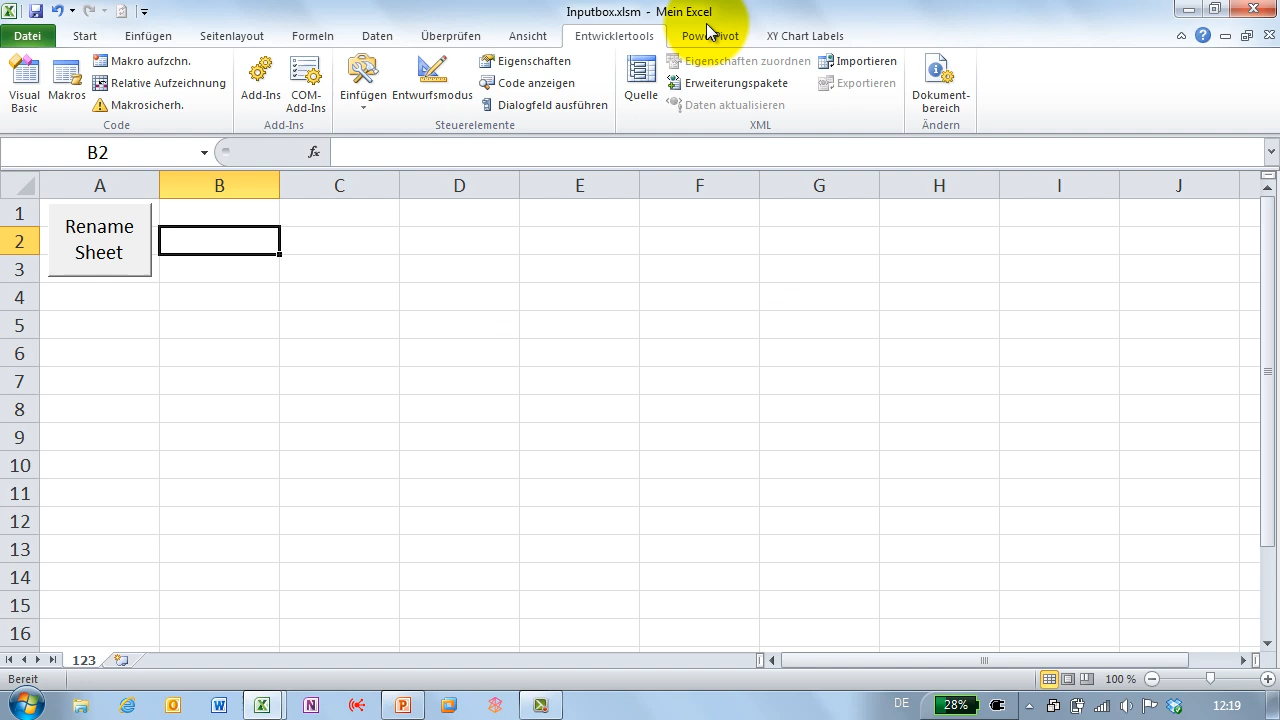 Inputbox.xlsm - Mein Excel
Datei Start Einfügen Seitenlayout Formeln Daten Überprüfen Ansicht Entwicklertools PowerPivot XY Chart Labels
Visual Basic
Makros
Makro aufzchn.
Relative Aufzeichnung
Makrosicherh.
Code
Add-Ins
COM-Add-Ins
Add-Ins
Einfügen
Entwurfsmodus
Eigenschaften
Code anzeigen
Dialogfeld ausführen
Steuerelemente
Quelle
Eigenschaften zuordnen
Erweiterungspakete
Daten aktualisieren
Importieren
Exportieren
XML
Dokument-
bereich
Ändern
B2
fx
A B C D E F G H I J
1
Rename
Sheet
2
3
4
5
6
7
8
9
10
11
12
13
14
15
16
123
Bereit
100 %
DE
28%
12:19